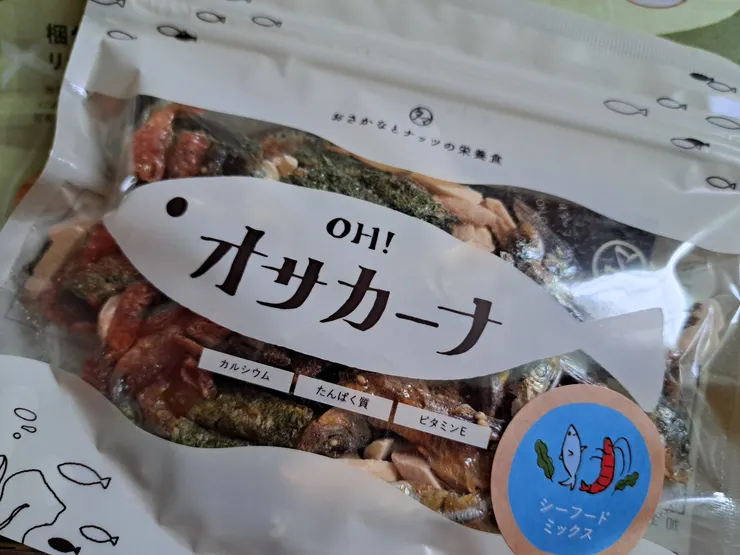 おさかなとナッツの栄養食
OH!
オサカーナ
カルシウム
たんぱく質
ビタミンE
シーフード
ミックス